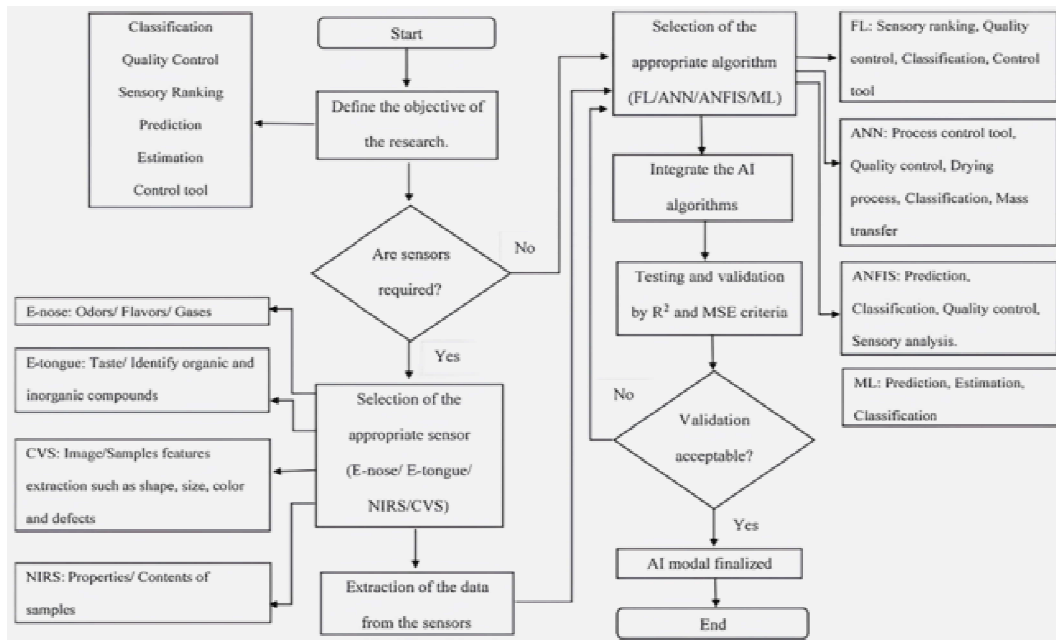 Classification
Quality Control
Sensory Ranking
Prediction
Estimation
Control tool
Start
Define the objective of
the research.
Are sensors
required?
No
Yes
E-nose: Odors/ Flavors/ Gases
E-tongue: Taste/ Identify organic and
inorganic compounds
CVS: Image/Samples features
extraction such as shape, size, color
and defects
NIRS: Properties/ Contents of
samples
Selection of the
appropriate sensor
(E-nose/ E-tongue/
NIRS/CVS)
Extraction of the data
from the sensors
Selection of the
appropriate algorithm
(FL/ANN/ANFIS/ML)
Integrate the AI
algorithms
Testing and validation
by R² and MSE criteria
No
Validation
acceptable?
Yes
AI modal finalized
End
FL: Sensory ranking, Quality
control, Classification, Control
tool
ANN: Process control tool,
Quality control, Drying
process, Classification, Mass
transfer
ANFIS: Prediction,
Classification, Quality control,
Sensory analysis.
ML: Prediction, Estimation,
Classification